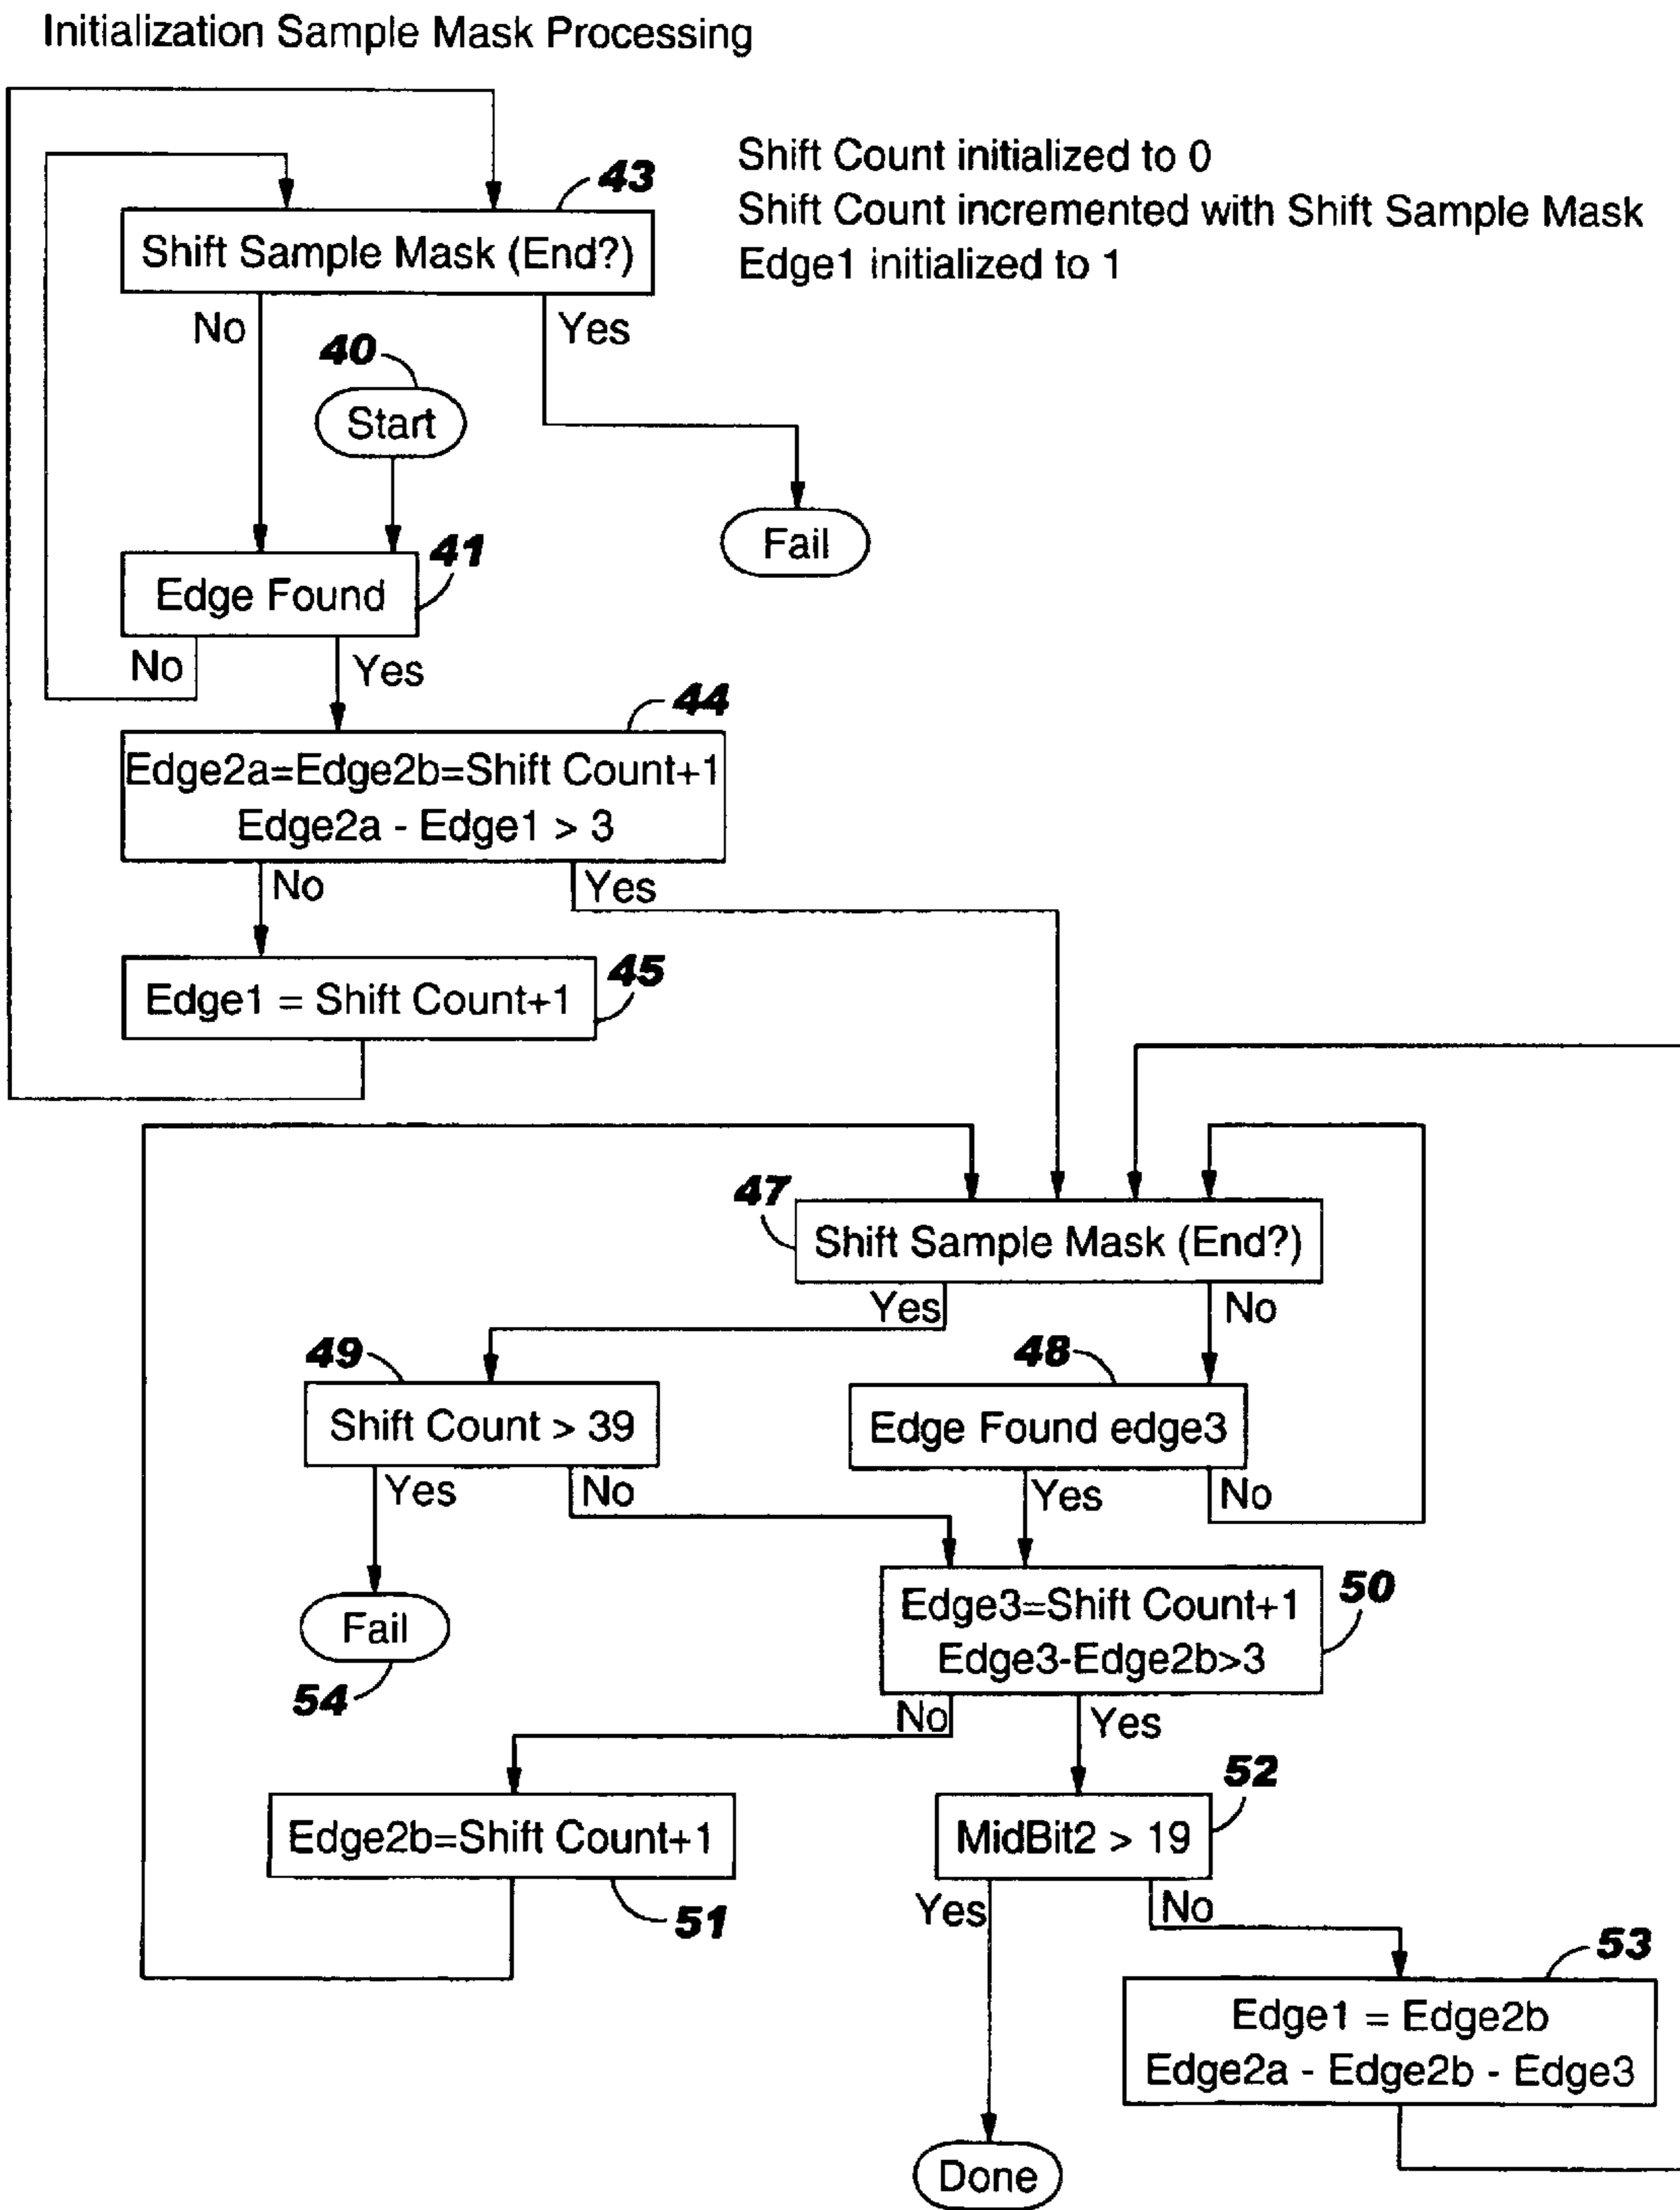 Initialization Sample Mask Processing
Shift Count initialized to 0
Shift Count incremented with Shift Sample Mask
Edge1 initialized to 1
43
Shift Sample Mask (End?)
No
Yes
40
Start
Fail
41
Edge Found
No
Yes
44
Edge2a=Edge2b=Shift Count+1
Edge2a - Edge1 > 3
No
Yes
45
Edge1 = Shift Count+1
47
Shift Sample Mask (End?)
Yes
No
49
48
Shift Count > 39
Edge Found edge3
Yes
No
Yes
No
Fail
54
50
Edge3=Shift Count+1
Edge3-Edge2b>3
No
Yes
52
Edge2b=Shift Count+1
51
MidBit2 > 19
Yes
No
53
Edge1 = Edge2b
Edge2a - Edge2b - Edge3
Done